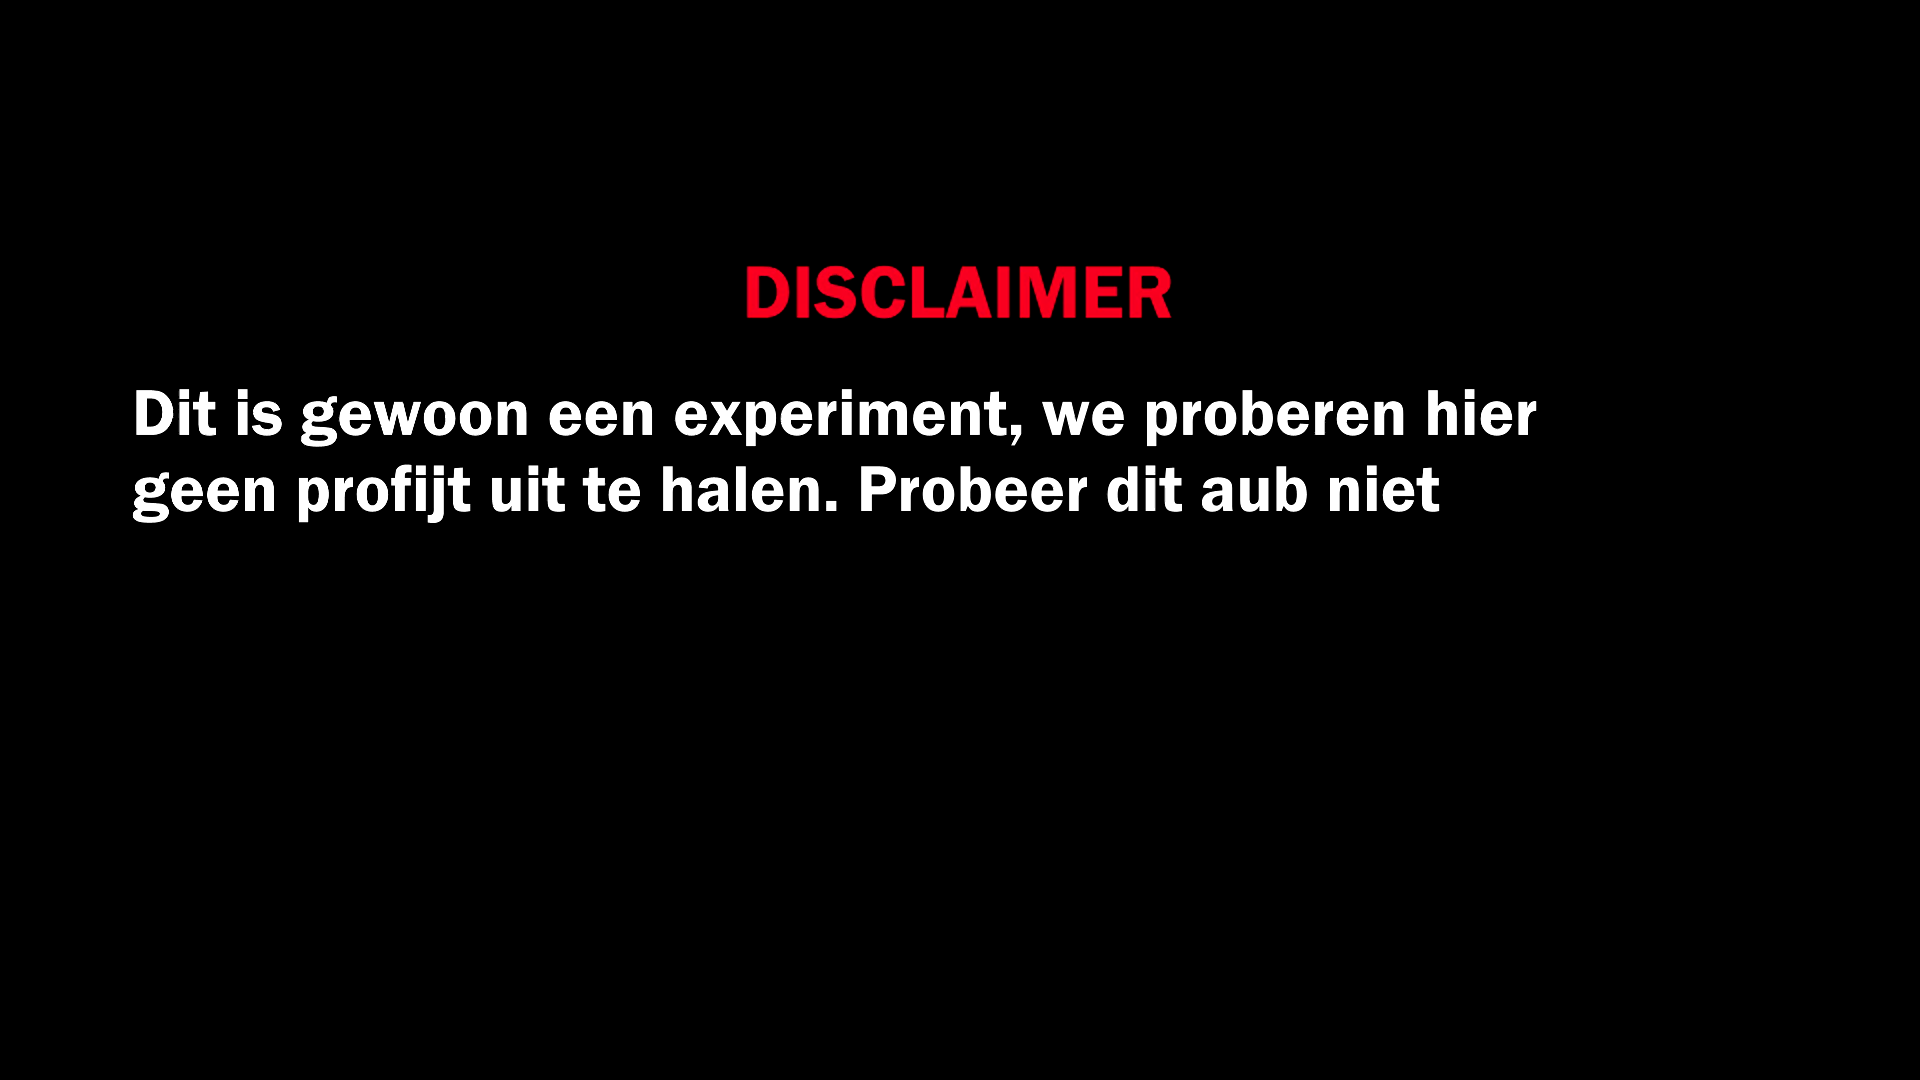 DISCLAIMER
Dit is gewoon een experiment, we proberen hier
geen profijt uit te halen. Probeer dit aub niet